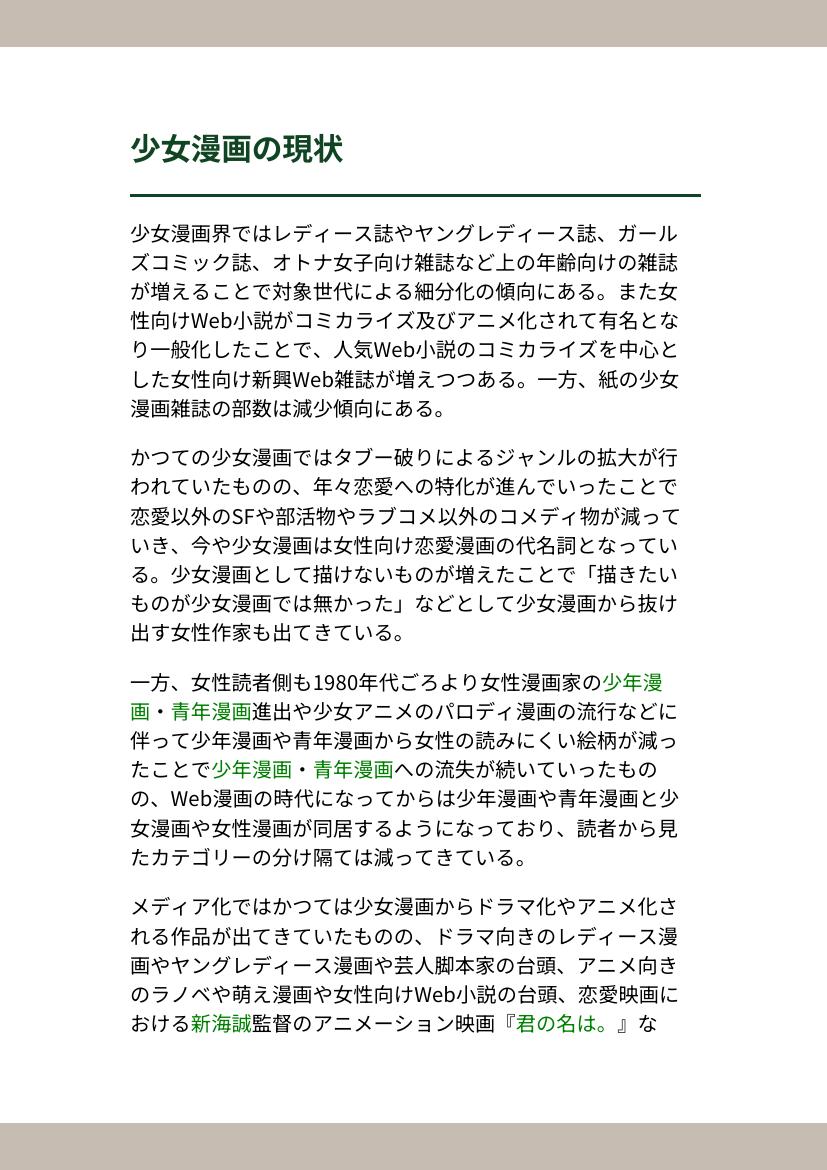 少女漫画の現状
少女漫画界ではレディース誌やヤングレディース誌、ガール
ズコミック誌、オトナ女子向け雑誌など上の年齢向けの雑誌
が増えることで対象世代による細分化の傾向にある。また女
性向けWeb小説がコミカライズ及びアニメ化されて有名とな
り一般化したことで、人気Web小説のコミカライズを中心と
した女性向け新興Web雑誌が増えつつある。一方、紙の少女
漫画雑誌の部数は減少傾向にある。
かつての少女漫画ではタブー破りによるジャンルの拡大が行
われていたものの、年々恋愛への特化が進んでいったことで
恋愛以外のSFや部活物やラブコメ以外のコメディ物が減って
いき、今や少女漫画は女性向け恋愛漫画の代名詞となってい
る。少女漫画として描けないものが増えたことで「描きたい
ものが少女漫画では無かった」などとして少女漫画から抜け
出す女性作家も出てきている。
一方、女性読者側も1980年代ごろより女性漫画家の少年漫
画・青年漫画進出や少女アニメのパロディ漫画の流行などに
伴って少年漫画や青年漫画から女性の読みにくい絵柄が減っ
たことで少年漫画・青年漫画への流失が続いていったもの
の、Web漫画の時代になってからは少年漫画や青年漫画と少
女漫画や女性漫画が同居するようになっており、読者から見
たカテゴリーの分け隔ては減ってきている。
メディア化ではかつては少女漫画からドラマ化やアニメ化さ
れる作品が出てきていたものの、ドラマ向きのレディース漫
画やヤングレディース漫画や芸人脚本家の台頭、アニメ向き
のラノベや萌え漫画や女性向けWeb小説の台頭、恋愛映画に
おける新海誠監督のアニメーション映画『君の名は。』な